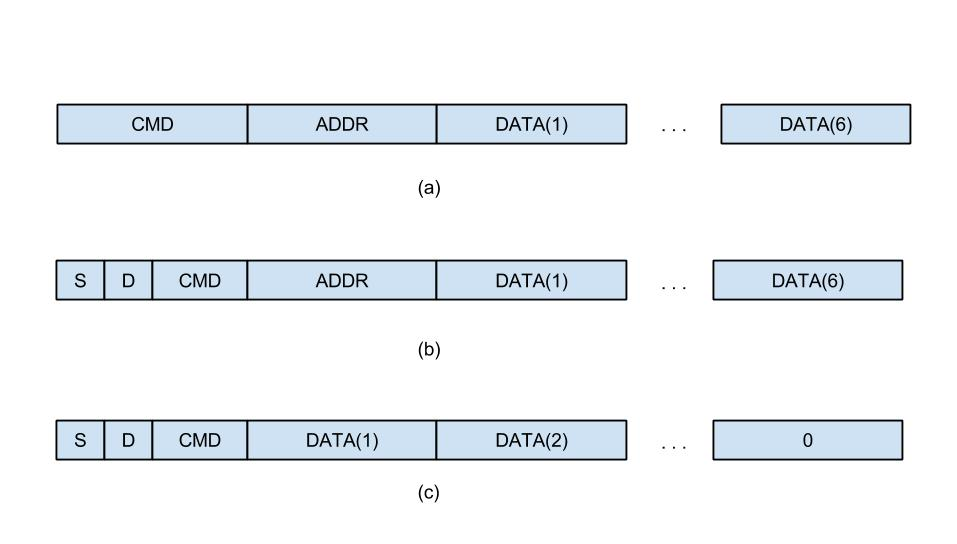 CMD ADDR DATA(1) . . . DATA(6)
(a)
S D CMD ADDR DATA(1) . . . DATA(6)
(b)
S D CMD DATA(1) DATA(2) . . . 0
(c)